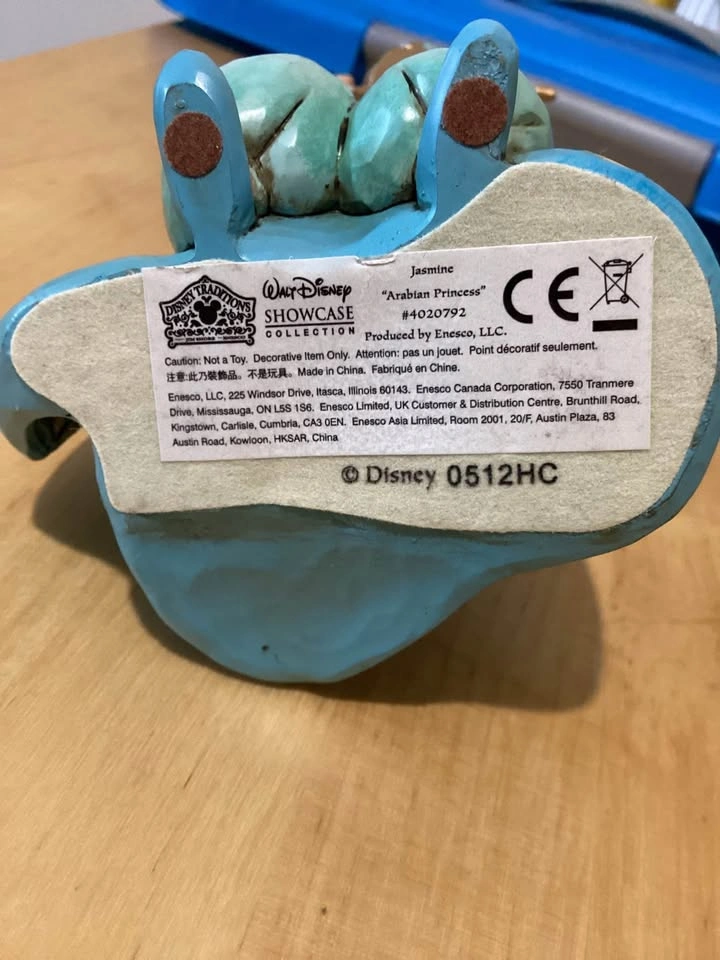 DISNEY TRADITIONS
WALT DISNEY
SHOWCASE
COLLECTION
Jasmine
"Arabian Princess"
#4020792
Produced by Enesco, LLC.
CE
Caution: Not a Toy. Decorative Item Only. Attention: pas un jouet. Point décoratif seulement.
注意:此乃裝飾品。不是玩具。Made in China. Fabriqué en Chine.
Enesco, LLC, 225 Windsor Drive, Itasca, Illinois 60143. Enesco Canada Corporation, 7550 Tranmere
Drive, Mississauga, ON L5S 1S6. Enesco Limited, UK Customer & Distribution Centre, Brunthill Road,
Kingstown, Carlisle, Cumbria, CA3 0EN. Enesco Asia Limited, Room 2001, 20/F, Austin Plaza, 83
Austin Road, Kowloon, HKSAR, China
© Disney 0512HC